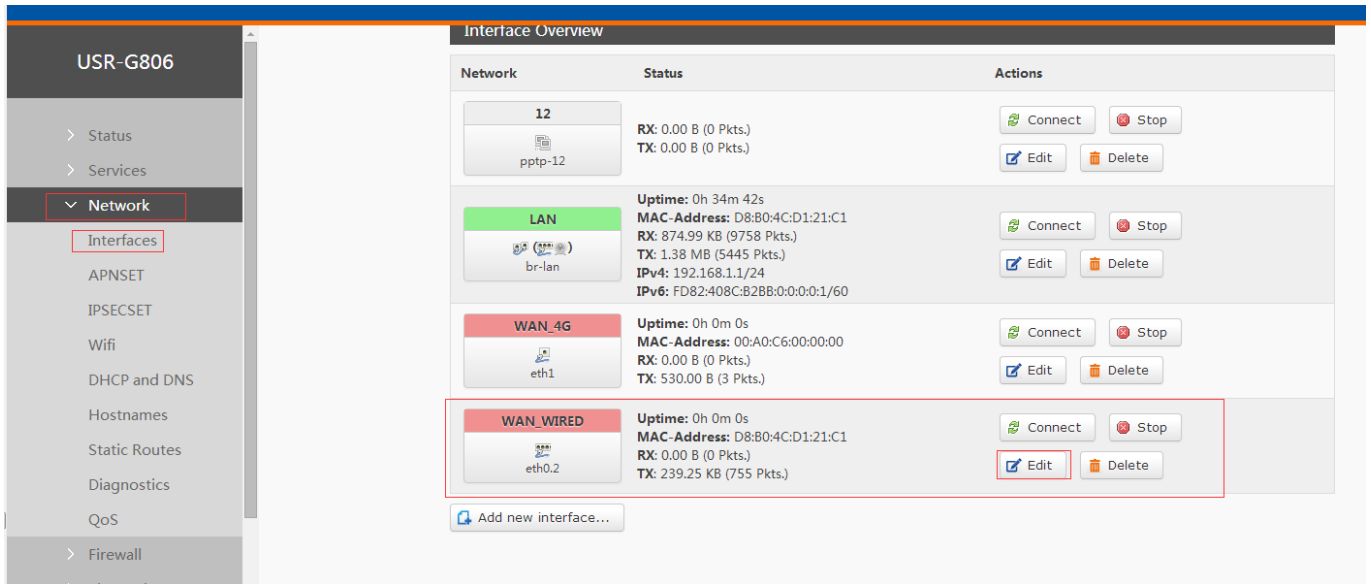 USR-G806
Status
Services
Network
Interfaces
APNSET
IPSECSET
Wifi
DHCP and DNS
Hostnames
Static Routes
Diagnostics
QoS
Firewall
Interface Overview
Network Status Actions
12
pptp-12
RX: 0.00 B (0 Pkts.)
TX: 0.00 B (0 Pkts.)
Connect Stop
Edit Delete
LAN
br-lan
Uptime: 0h 34m 42s
MAC-Address: D8:B0:4C:D1:21:C1
RX: 874.99 KB (9758 Pkts.)
TX: 1.38 MB (5445 Pkts.)
IPv4: 192.168.1.1/24
IPv6: FD82:408C:B2BB:0:0:0:0:1/60
Connect Stop
Edit Delete
WAN_4G
eth1
Uptime: 0h 0m 0s
MAC-Address: 00:A0:C6:00:00:00
RX: 0.00 B (0 Pkts.)
TX: 530.00 B (3 Pkts.)
Connect Stop
Edit Delete
WAN_WIRED
eth0.2
Uptime: 0h 0m 0s
MAC-Address: D8:B0:4C:D1:21:C1
RX: 0.00 B (0 Pkts.)
TX: 239.25 KB (755 Pkts.)
Connect Stop
Edit Delete
Add new interface...